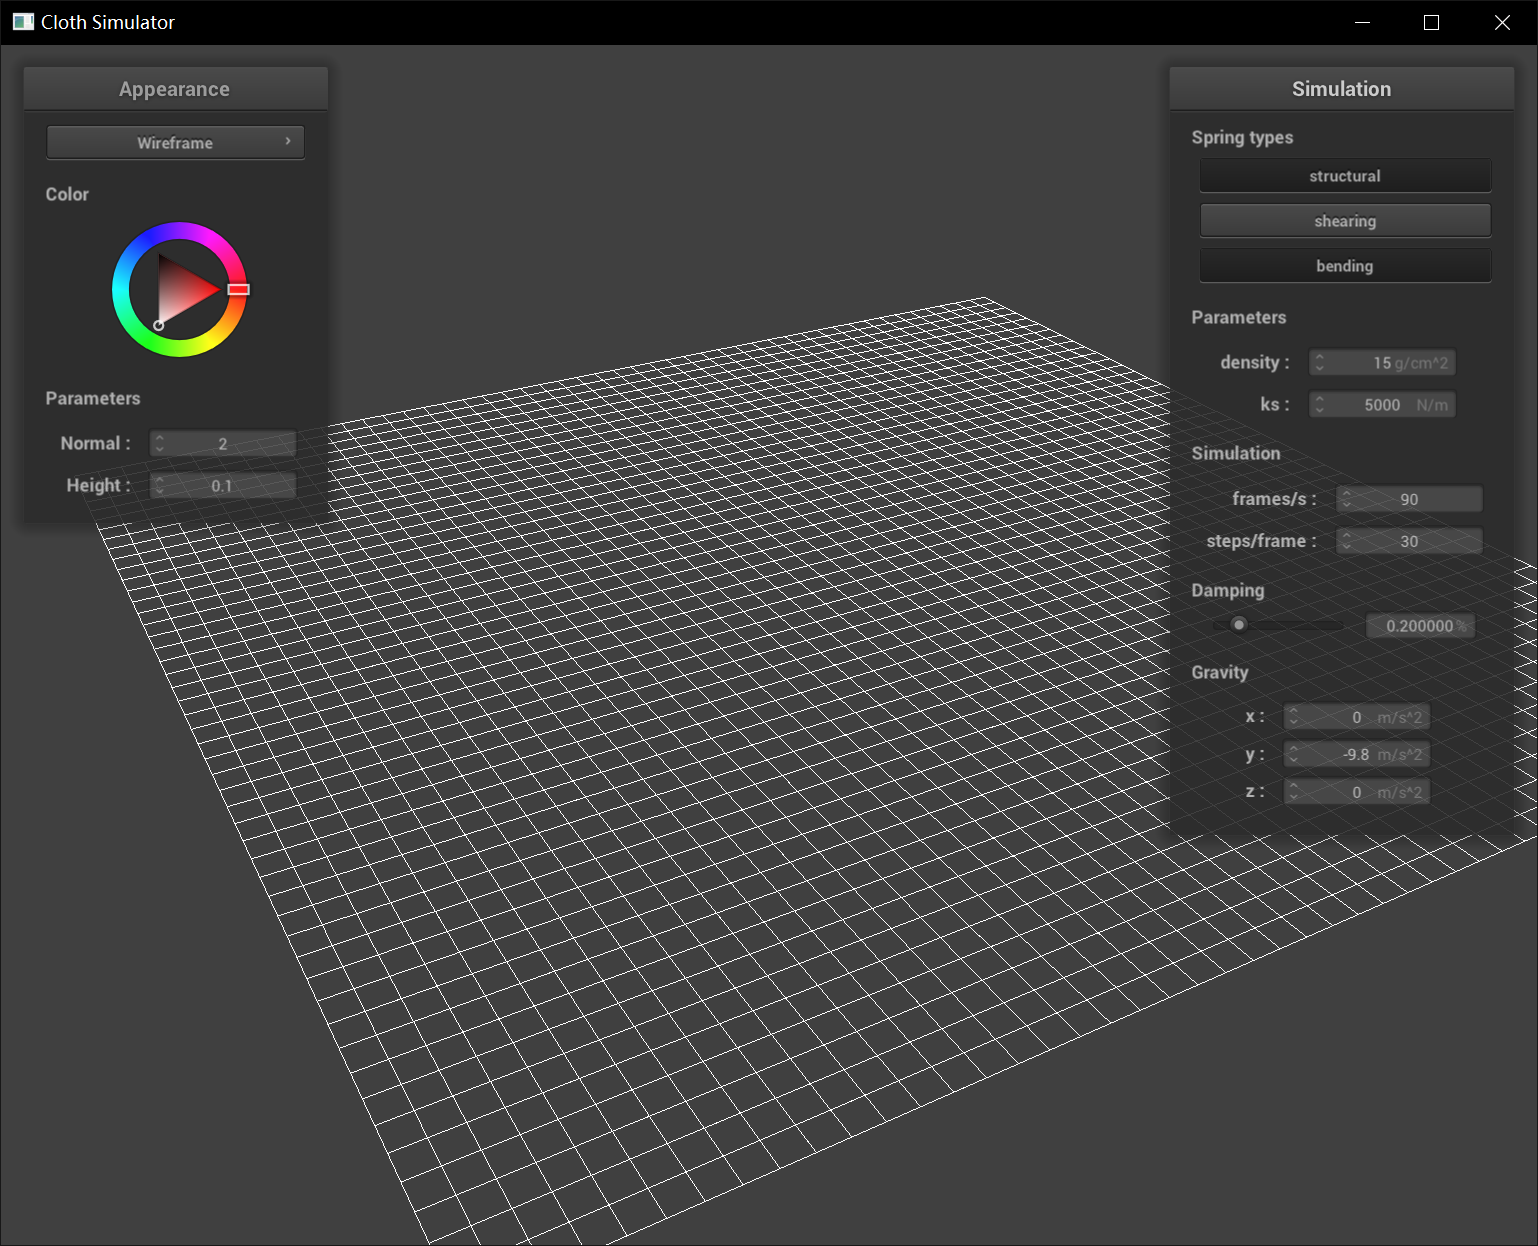 Cloth Simulator
Appearance
Wireframe
Color
Parameters
Normal : 2
Height : 0.1
Simulation
Spring types
structural
shearing
bending
Parameters
density : 15 g/cm^2
ks : 5000 N/m
Simulation
frames/s : 90
steps/frame : 30
Damping
0.200000 %
Gravity
x : 0 m/s^2
y : -9.8 m/s^2
z : 0 m/s^2